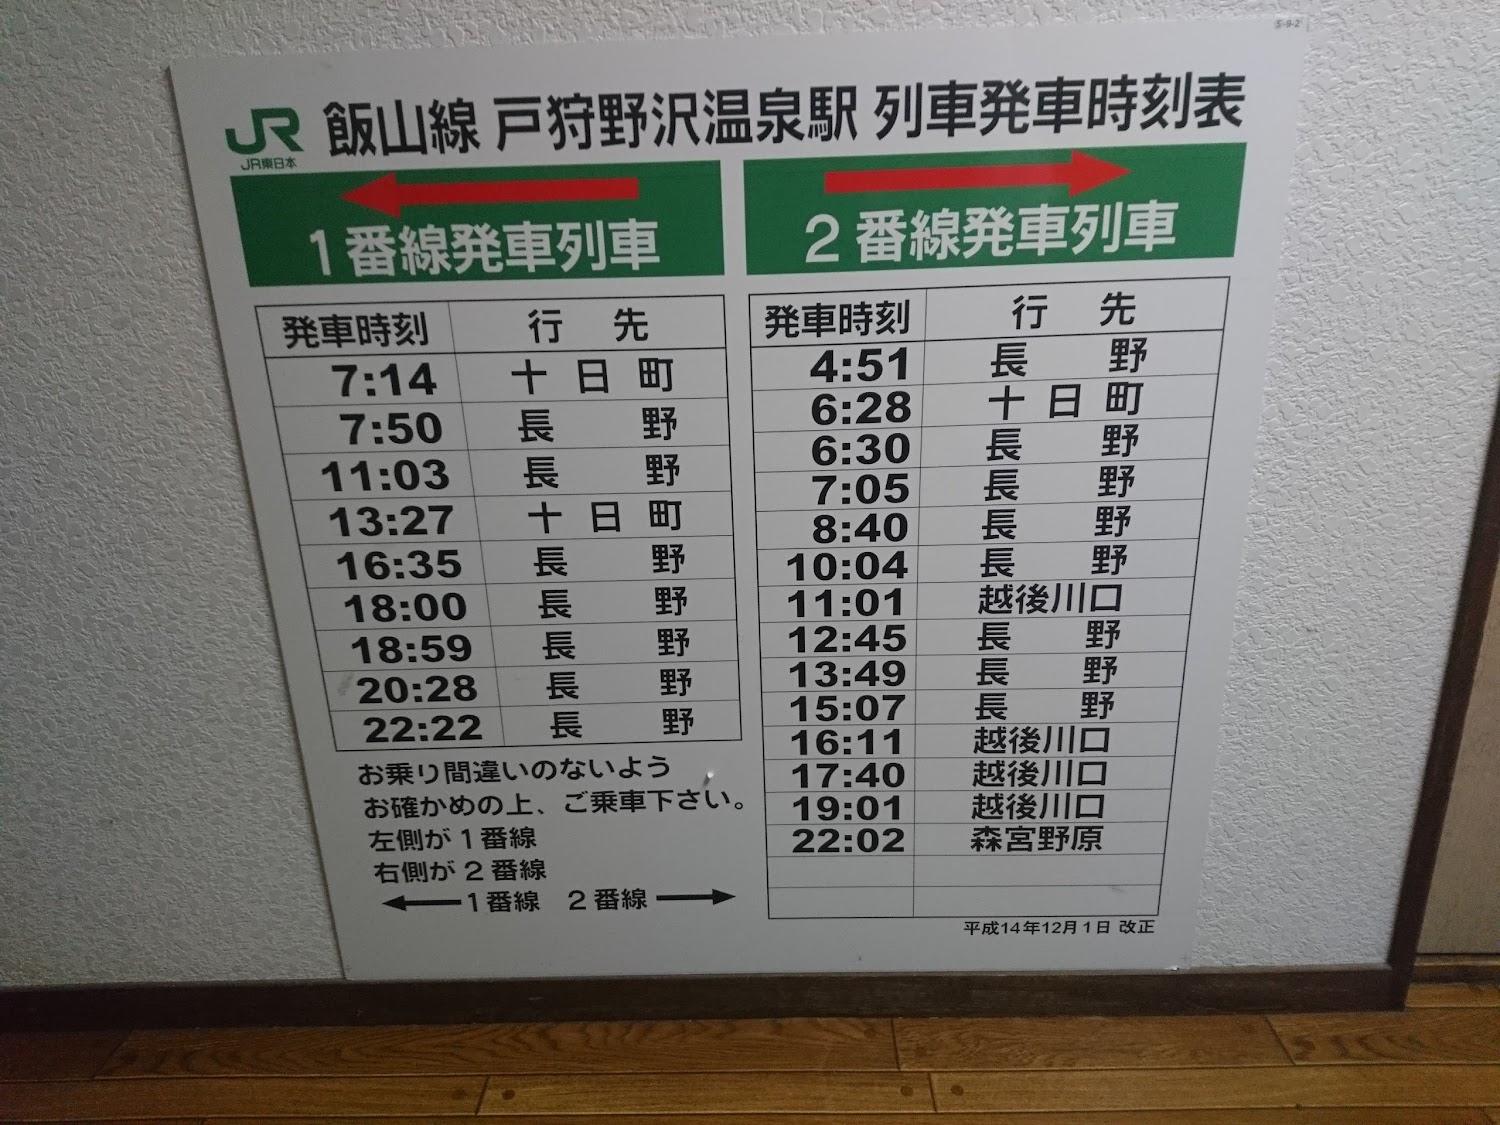 S-9-2
JR 飯山線 戸狩野沢温泉駅 列車発車時刻表
JR東日本
1番線発車列車
発車時刻 行先
7:14 十日町
7:50 長野
11:03 長野
13:27 十日町
16:35 長野
18:00 長野
18:59 長野
20:28 長野
22:22 長野
お乗り間違いのないよう
お確かめの上、ご乗車下さい。
左側が1番線
右側が2番線
←1番線 2番線→
2番線発車列車
発車時刻 行先
4:51 長野
6:28 十日町
6:30 長野
7:05 長野
8:40 長野
10:04 長野
11:01 越後川口
12:45 長野
13:49 長野
15:07 長野
16:11 越後川口
17:40 越後川口
19:01 越後川口
22:02 森宮野原
平成14年12月1日 改正